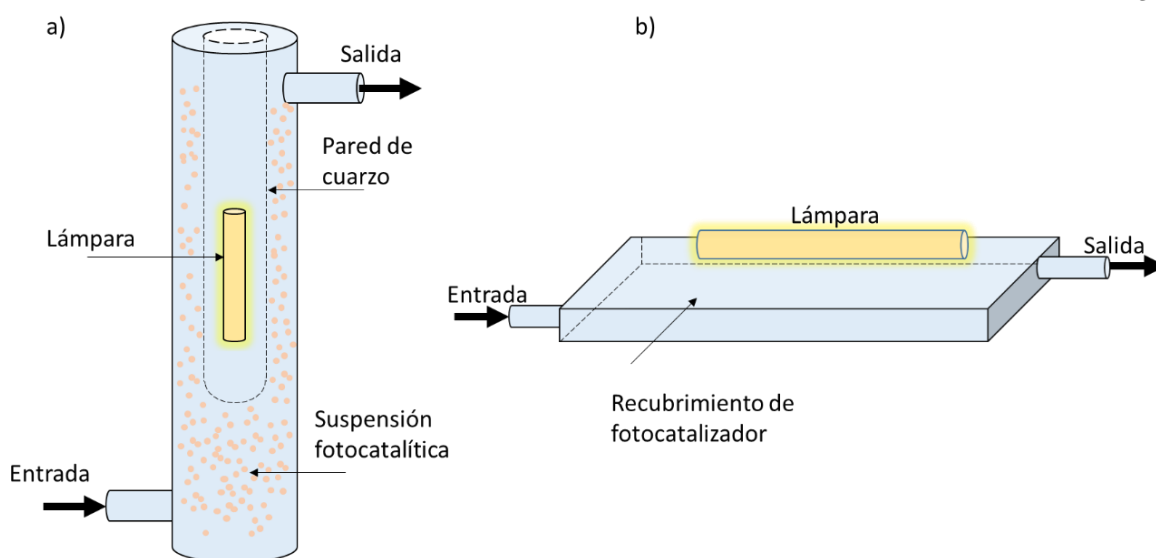 a)
Salida
Pared de
cuarzo
Lámpara
Suspensión
fotocatalítica
Entrada
b)
Lámpara
Salida
Entrada
Recubrimiento de
fotocatalizador